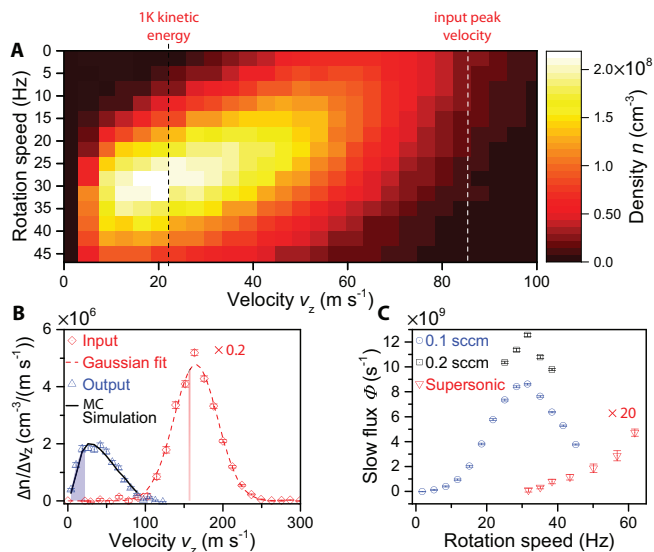 1K kinetic
energy
input peak
velocity
A
Rotation speed (Hz)
0
5
10
15
20
25
30
35
40
45
0
20
40
60
80
100
Velocity v_z (m s⁻¹)
2.0×10⁸
1.5
1.0
0.50
0.0
Density n (cm⁻³)
B
×10⁶
Δn/Δv_z (cm⁻³/(m s⁻¹))
6
4
2
0
Input
Gaussian fit
Output
MC
Simulation
× 0.2
0
100
200
300
Velocity v_z (m s⁻¹)
C
×10⁹
Slow flux Φ (s⁻¹)
12
10
8
6
4
2
0
0.1 sccm
0.2 sccm
Supersonic
× 20
0
20
40
60
Rotation speed (Hz)